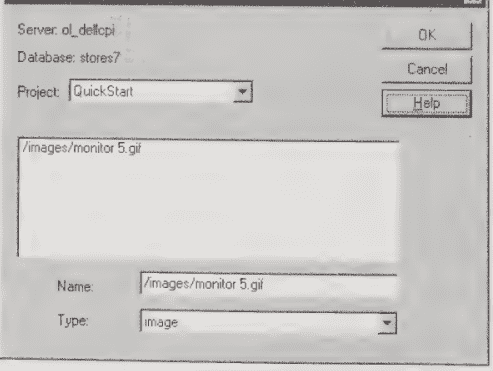 Server: ol_dellcpi
Database: stores7
Project: QuickStart
OK
Cancel
Help
/images/monitor 5.gif
Name: /images/monitor 5.gif
Type: image